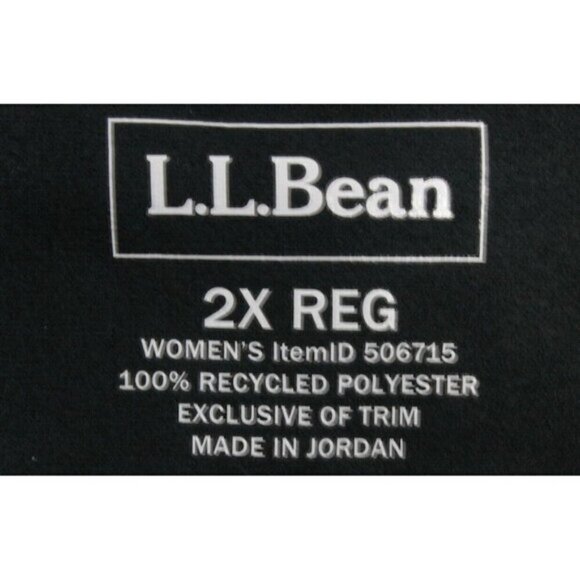 L.L.Bean
2X REG
WOMEN'S ItemID 506715
100% RECYCLED POLYESTER
EXCLUSIVE OF TRIM
MADE IN JORDAN